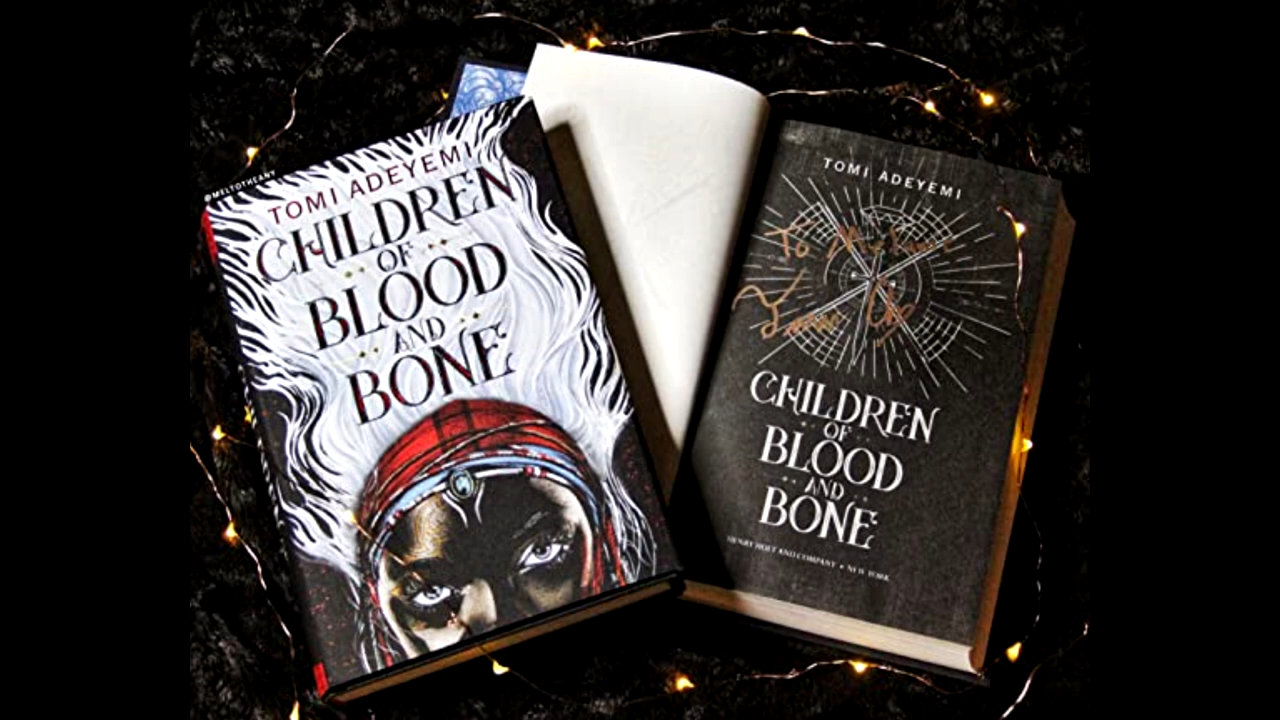 @MELTOTHEANY
TOMI ADEYEMI
CHILDREN
OF
BLOOD
AND
BONE
TOMI ADEYEMI
To
CHILDREN
OF
BLOOD
AND
BONE
HENRY HOLT AND COMPANY • NEW YORK